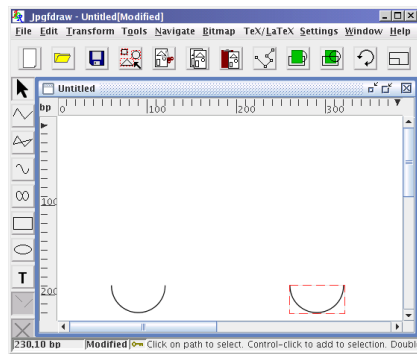 Jpgfdraw - Untitled[Modified]
File Edit Transform Tools Navigate Bitmap TeX/LaTeX Settings Window Help
Untitled
bp 0 100 200 300
100
T
200
230.10 bp Modified Click on path to select. Control-click to add to selection. Doubl